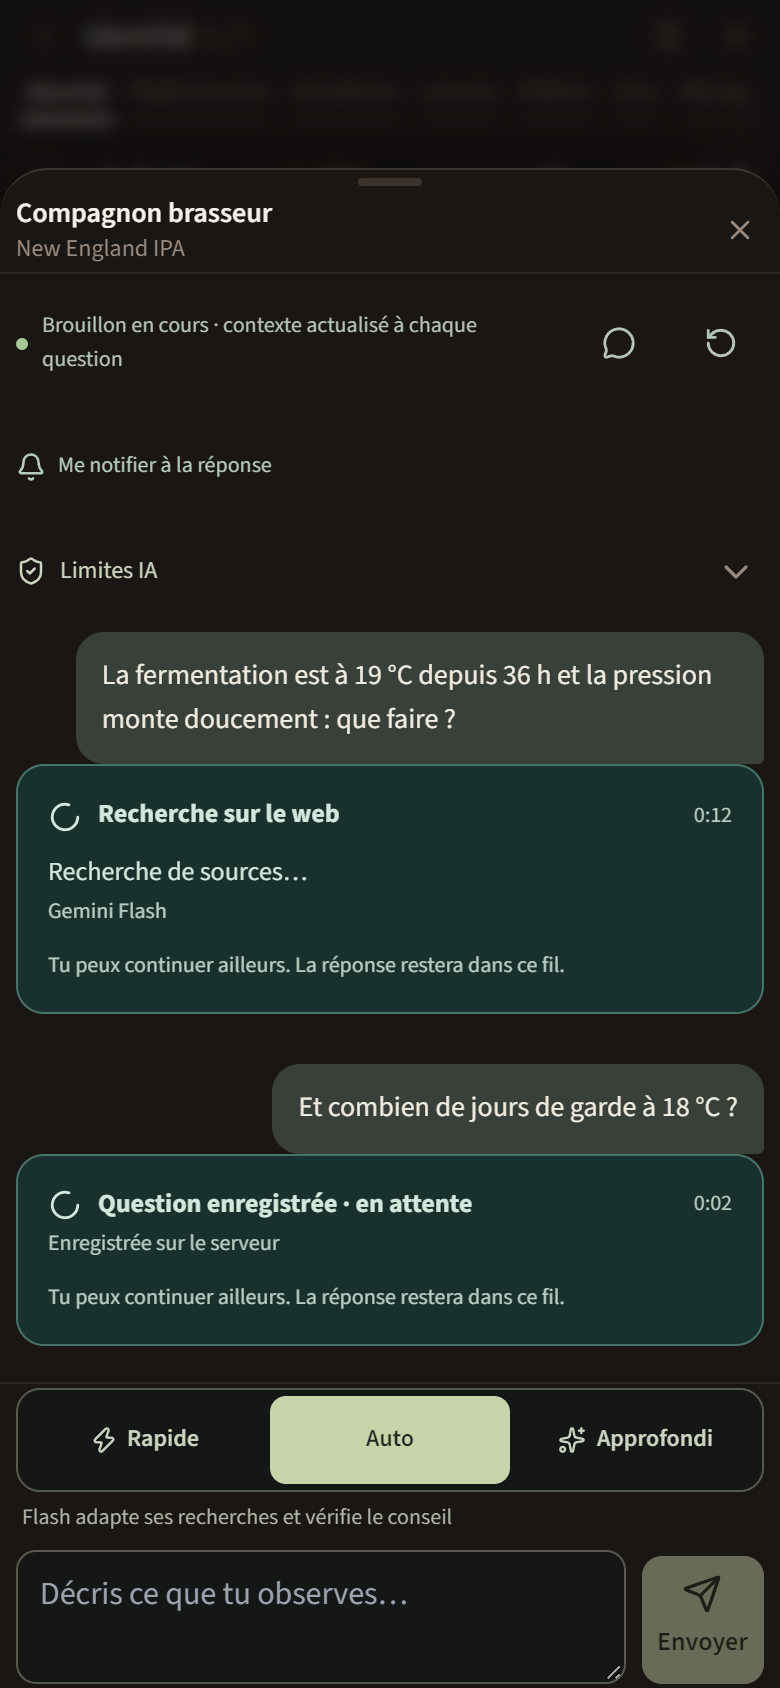 Compagnon brasseur
New England IPA
Brouillon en cours · contexte actualisé à chaque
question
Me notifier à la réponse
Limites IA
La fermentation est à 19 °C depuis 36 h et la pression
monte doucement : que faire ?
Recherche sur le web
0:12
Recherche de sources...
Gemini Flash
Tu peux continuer ailleurs. La réponse restera dans ce fil.
Et combien de jours de garde à 18 °C ?
Question enregistrée · en attente
0:02
Enregistrée sur le serveur
Tu peux continuer ailleurs. La réponse restera dans ce fil.
Rapide
Auto
Approfondi
Flash adapte ses recherches et vérifie le conseil
Décris ce que tu observes...
Envoyer